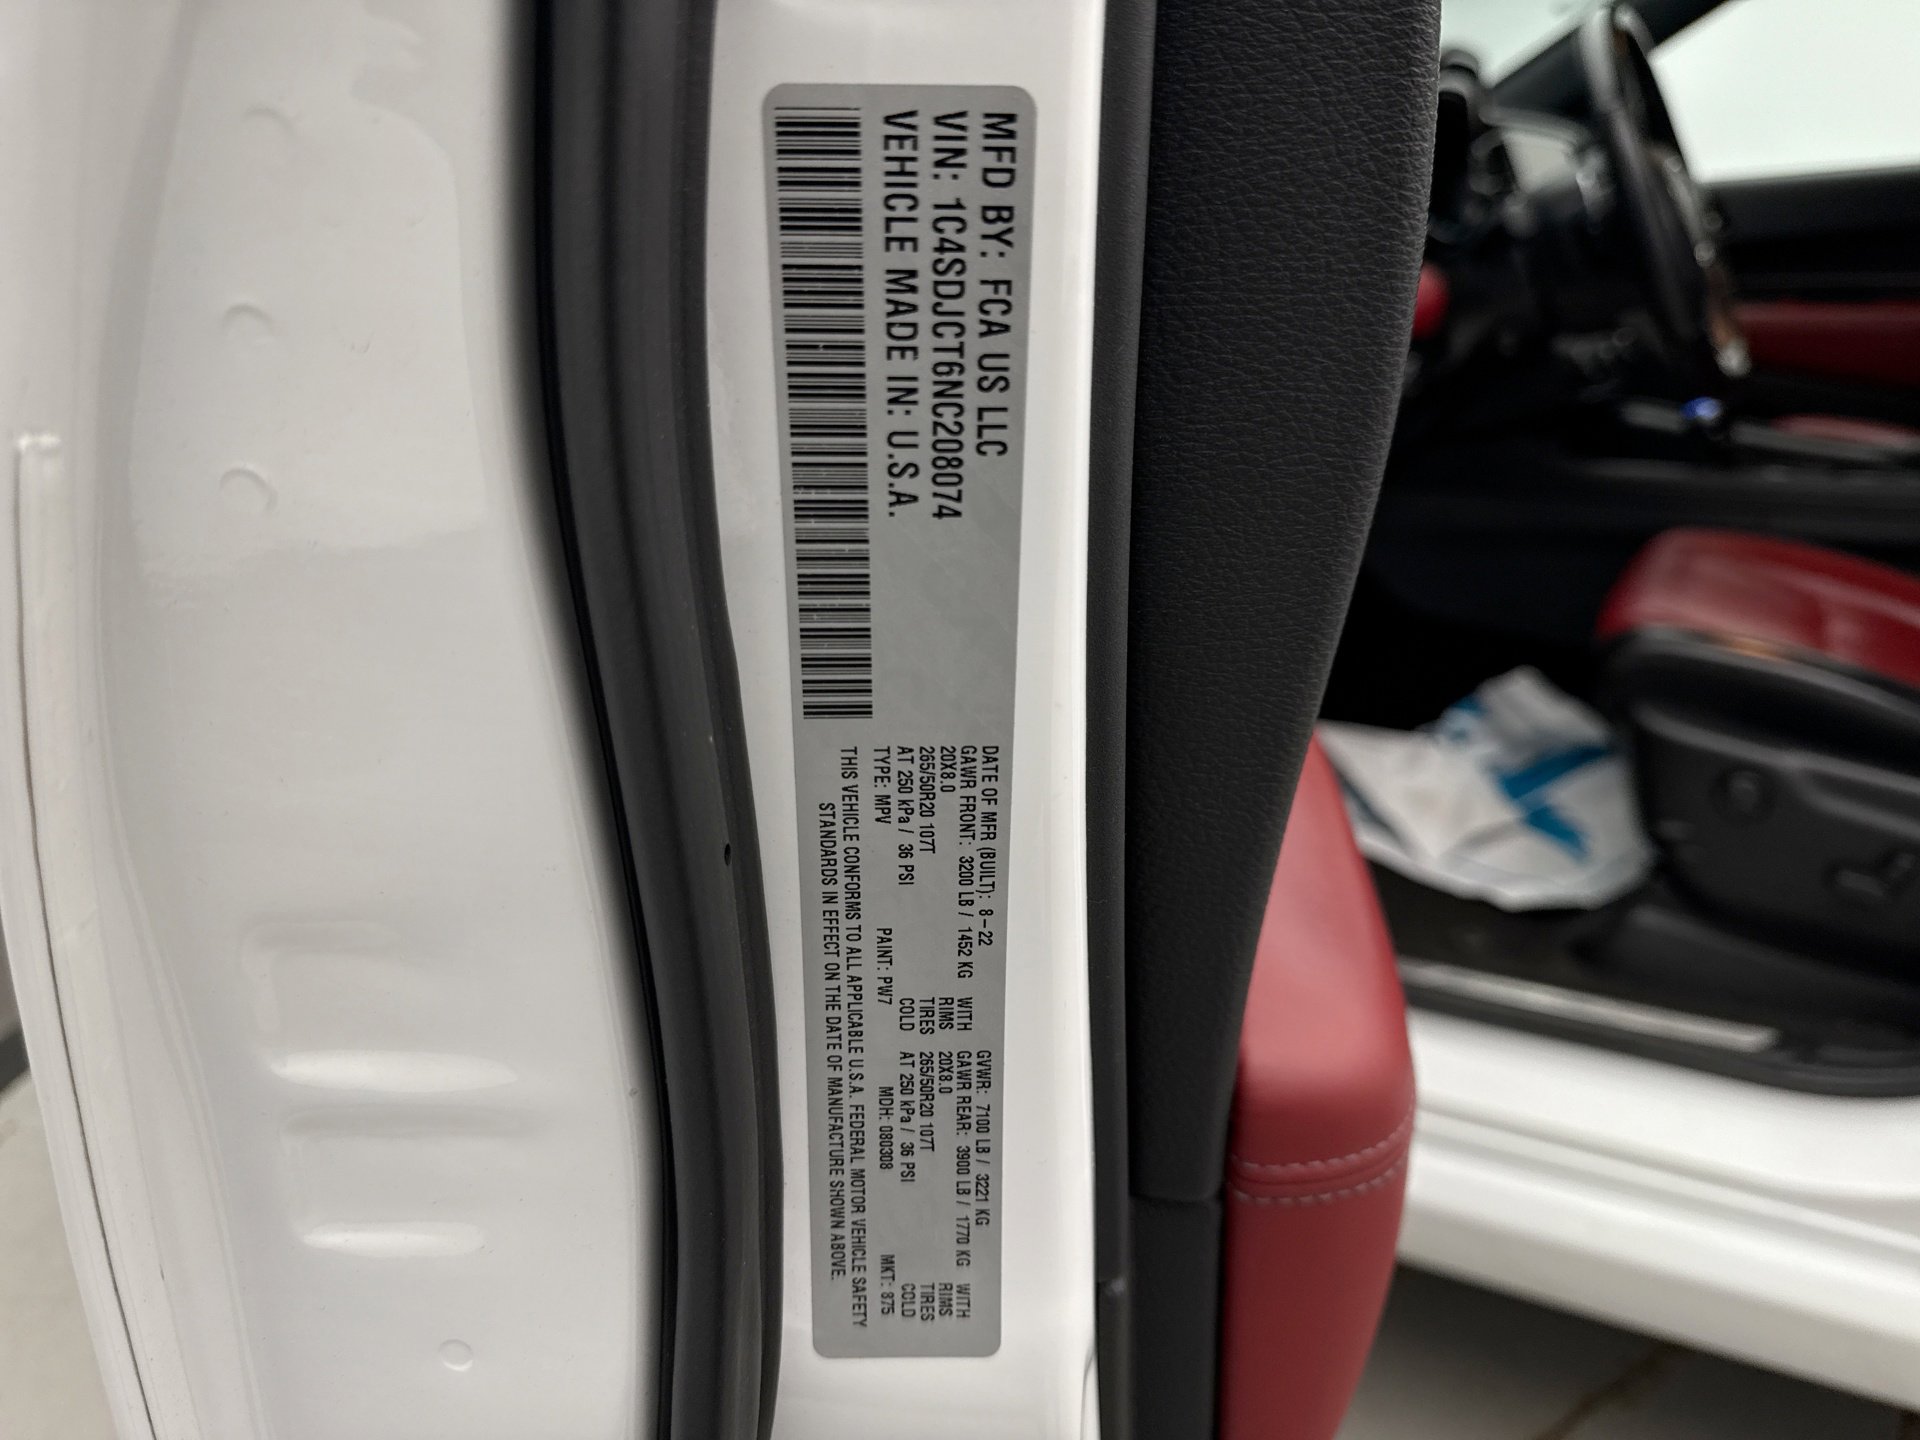 MFD BY: FCA US LLC
VIN: 1C4SDJCT6NC208074
VEHICLE MADE IN: U.S.A.
DATE OF MFR (BUILT): 8-22 GVWR: 7100 LB / 3221 KG
GAWR FRONT: 3200 LB / 1452 KG WITH GAWR REAR: 3900 LB / 1770 KG WITH
20X8.0 RIMS 20X8.0 RIMS
265/50R20 107T TIRES 265/50R20 107T TIRES
AT 250 kPa / 36 PSI COLD AT 250 kPa / 36 PSI COLD
TYPE: MPV PAINT: PW7 MDH: 080308 MKT: 875
THIS VEHICLE CONFORMS TO ALL APPLICABLE U.S.A. FEDERAL MOTOR VEHICLE SAFETY
STANDARDS IN EFFECT ON THE DATE OF MANUFACTURE SHOWN ABOVE.